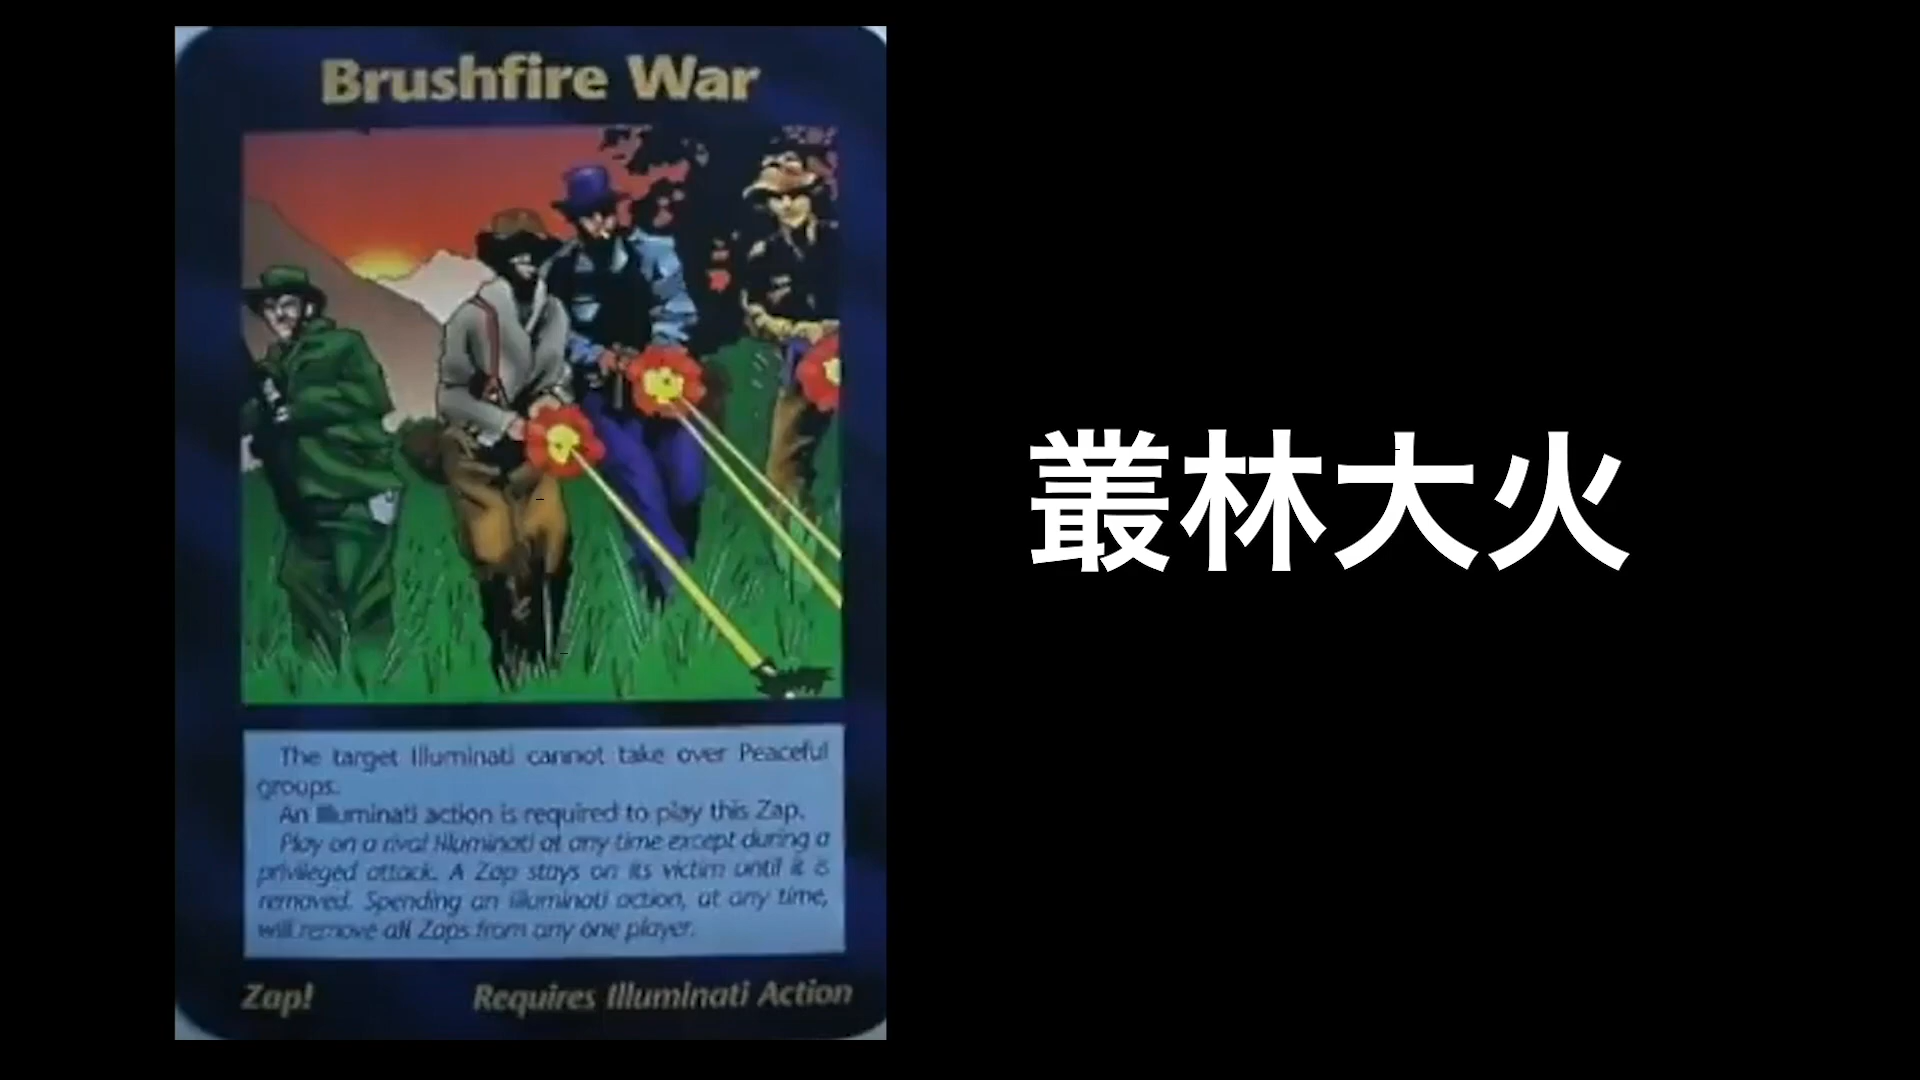 Brushfire War
The target Illuminati cannot take over Peaceful
groups.
An Illuminati action is required to play this Zap.
Play on a rival Illuminati at any time except during a
privileged attack. A Zap stays on its victim until it is
removed. Spending an Illuminati action, at any time,
will remove all Zaps from any one player.
Zap!
Requires Illuminati Action
叢林大火